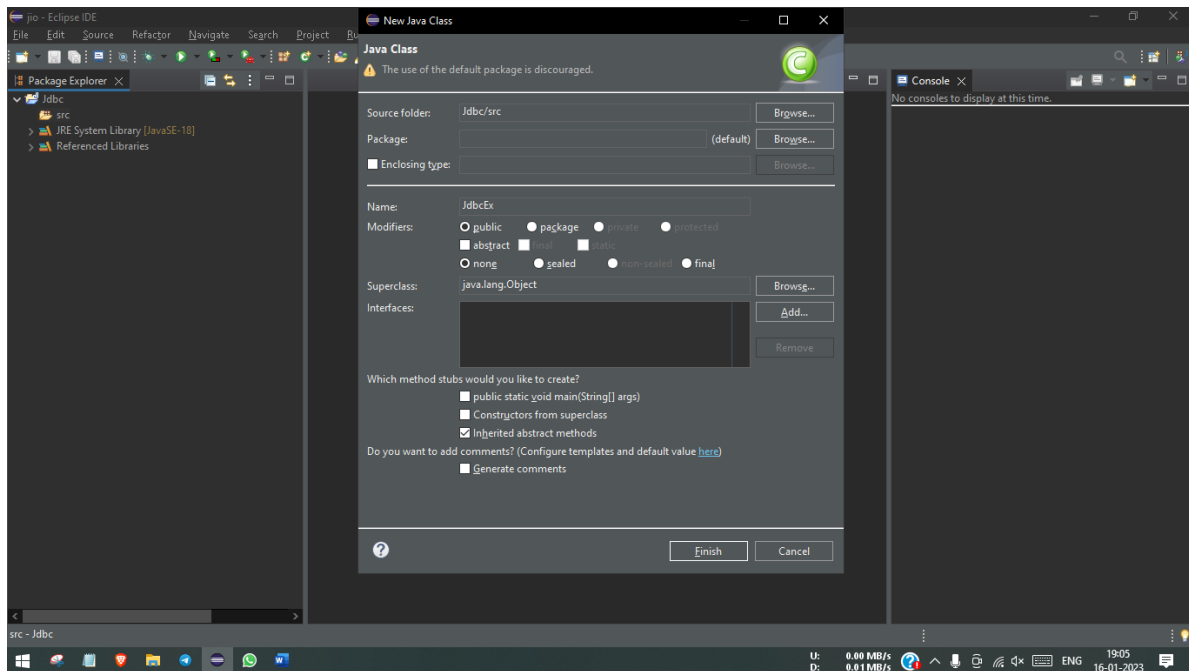 jio - Eclipse IDE
File Edit Source Refactor Navigate Search Project Ru
Package Explorer
Jdbc
src
JRE System Library [JavaSE-18]
Referenced Libraries
New Java Class
Java Class
The use of the default package is discouraged.
Source folder: Jdbc/src Browse...
Package: (default) Browse...
Enclosing type: Browse...
Name: JdbcEx
Modifiers: public package private protected
abstract final static
none sealed non-sealed final
Superclass: java.lang.Object Browse...
Interfaces: Add...
Remove
Which method stubs would you like to create?
public static void main(String[] args)
Constructors from superclass
Inherited abstract methods
Do you want to add comments? (Configure templates and default value here)
Generate comments
Finish Cancel
Console
No consoles to display at this time.
src - Jdbc
U: 0.00 MB/s
D: 0.01 MB/s
ENG
19:05
16-01-2023